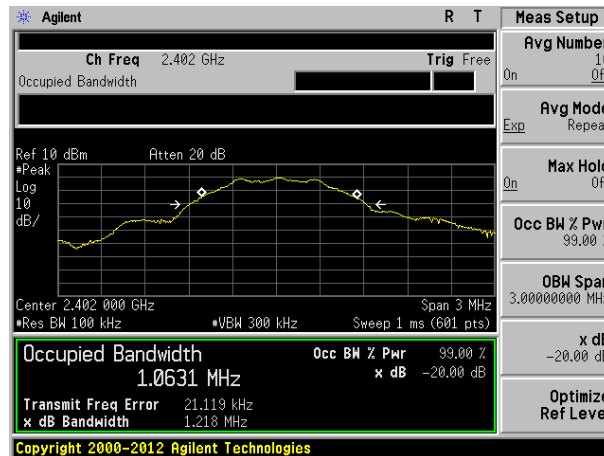 Agilent R T
Meas Setup
Ch Freq 2.402 GHz Trig Free
Occupied Bandwidth
Avg Number
On
Avg Mode
Exp Repea
Max Hold
On
Occ BW % Pwr
99.00
OBW Span
3.00000000 MH
x dB
-20.00 dB
Optimize
Ref Level
Ref 10 dBm Atten 20 dB
#Peak
Log
10
dB/
Center 2.402 000 GHz Span 3 MHz
#Res BW 100 kHz #VBW 300 kHz Sweep 1 ms (601 pts)
Occupied Bandwidth
1.0631 MHz
Occ BW % Pwr 99.00 %
x dB -20.00 dB
Transmit Freq Error 21.119 kHz
x dB Bandwidth 1.218 MHz
Copyright 2000-2012 Agilent Technologies